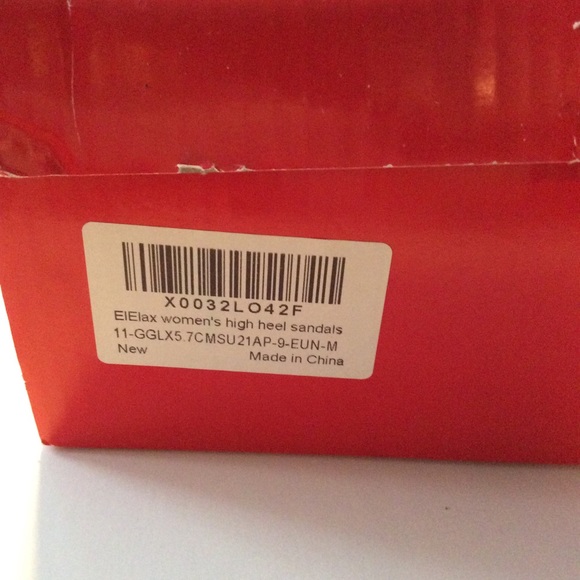 X0032LO42F
ElElax women's high heel sandals
11-GGLX5.7CMSU21AP-9-EUN-M
New Made in China